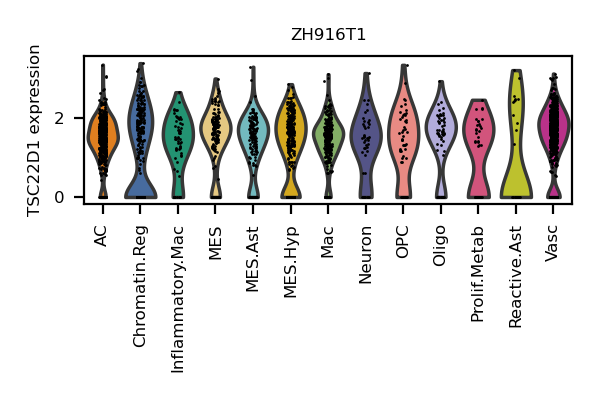 ZH916T1
TSC22D1 expression
2
0
AC
Chromatin.Reg
Inflammatory.Mac
MES
MES.Ast
MES.Hyp
Mac
Neuron
OPC
Oligo
Prolif.Metab
Reactive.Ast
Vasc